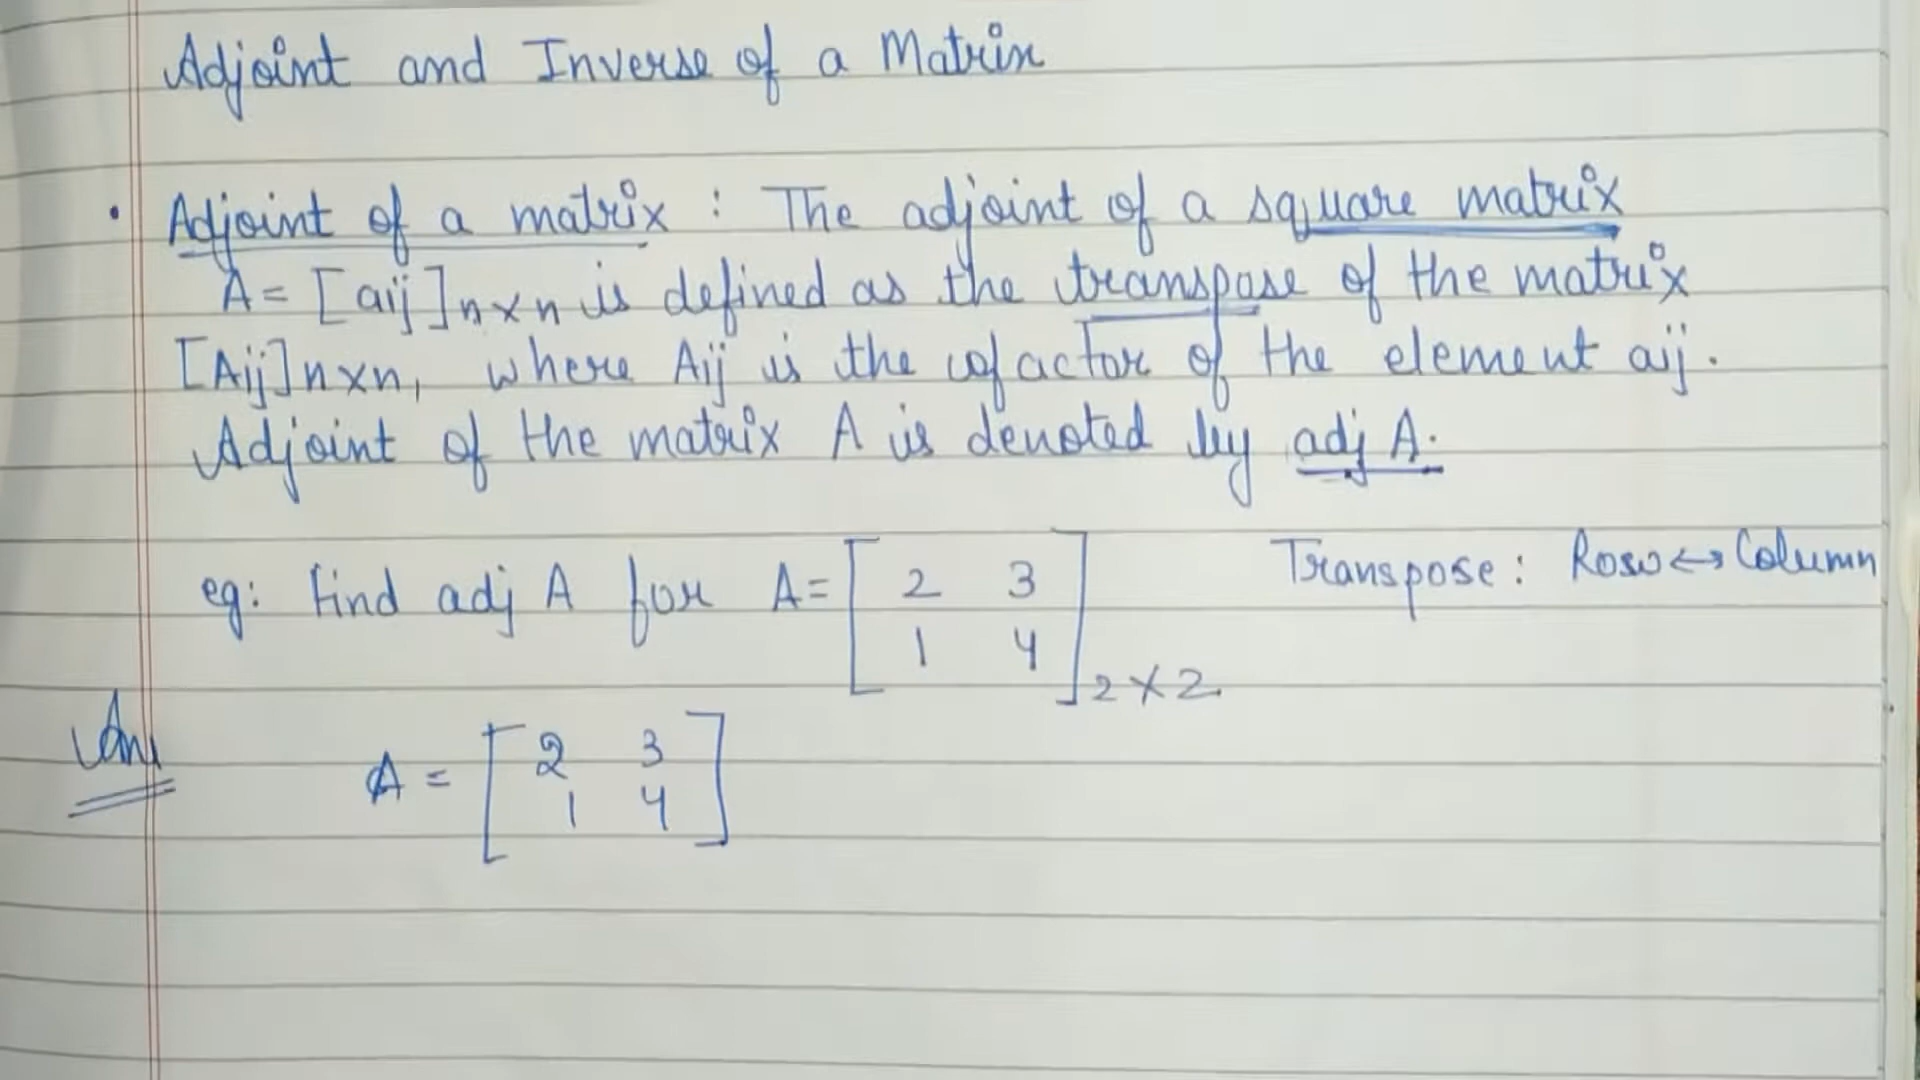 Adjoint and Inverse of a Matrix
• Adjoint of a matrix : The adjoint of a square matrix
A = [aij]n×n is defined as the transpose of the matrix
[Aij]n×n, where Aij is the cofactor of the element aij.
Adjoint of the matrix A is denoted by adj A.
eg: Find adj A for A = [2 3
1 4]2×2
Transpose : Row ↔ Column
Ans
A = [2 3
1 4]